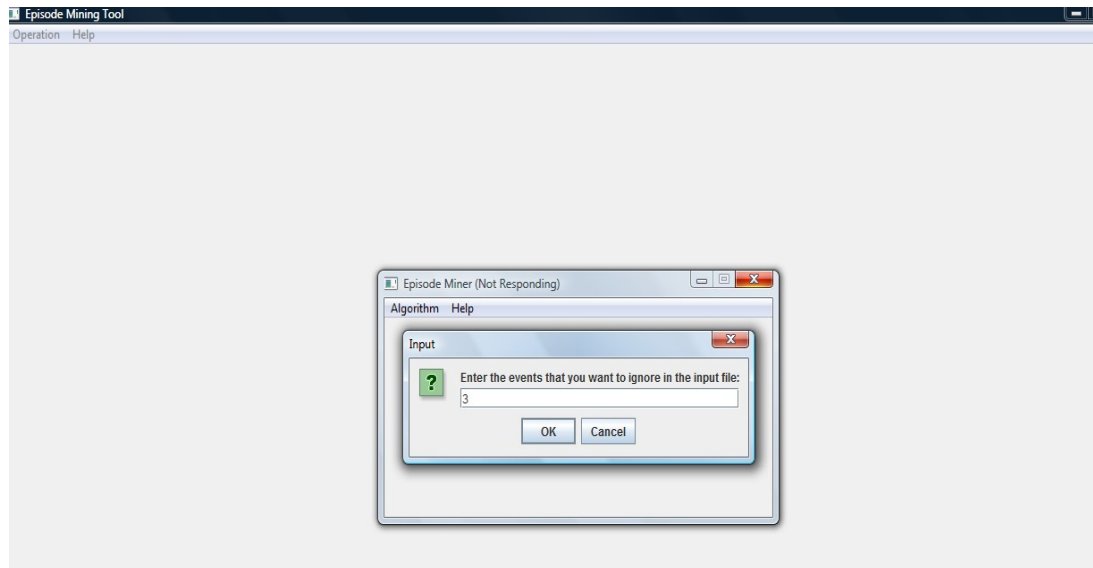 Episode Mining Tool
Operation Help
Episode Miner (Not Responding)
Algorithm Help
Input
? Enter the events that you want to ignore in the input file:
3
OK Cancel